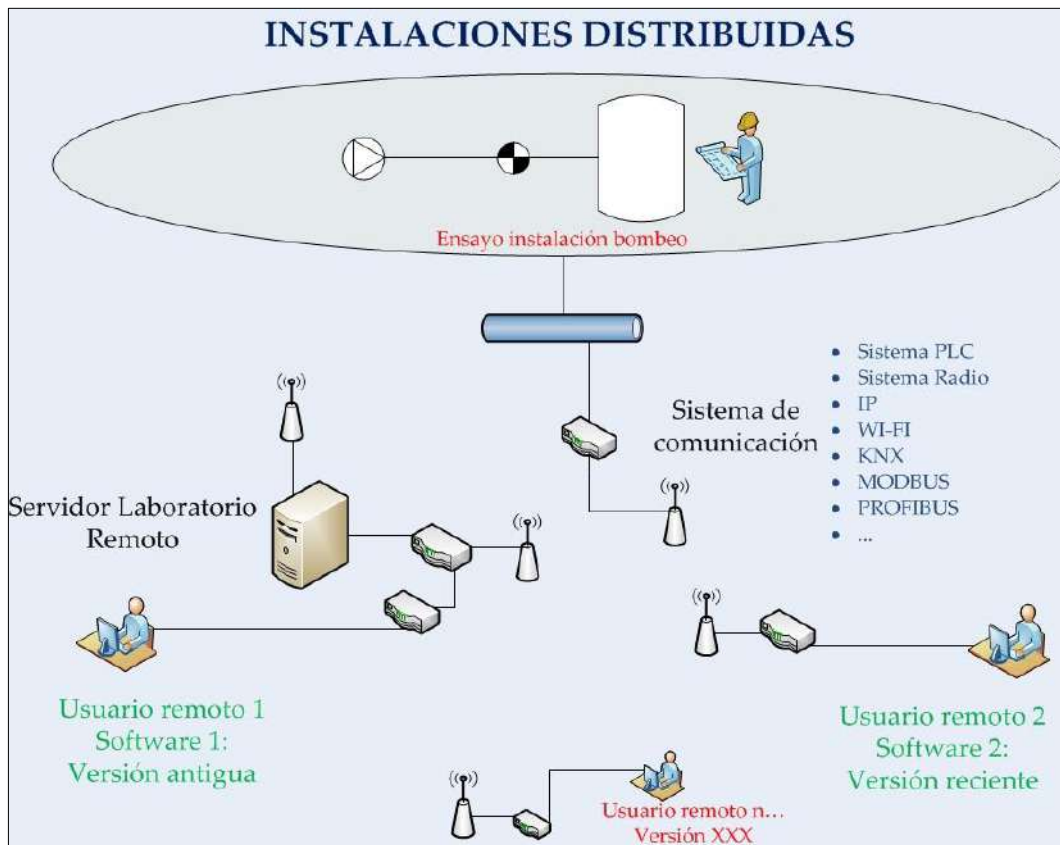 INSTALACIONES DISTRIBUIDAS
Ensayo instalación bombeo
Sistema de
comunicación
• Sistema PLC
• Sistema Radio
• IP
• WI-FI
• KNX
• MODBUS
• PROFIBUS
• ...
Servidor Laboratorio
Remoto
Usuario remoto 1
Software 1:
Versión antigua
Usuario remoto 2
Software 2:
Versión reciente
Usuario remoto n...
Versión XXX